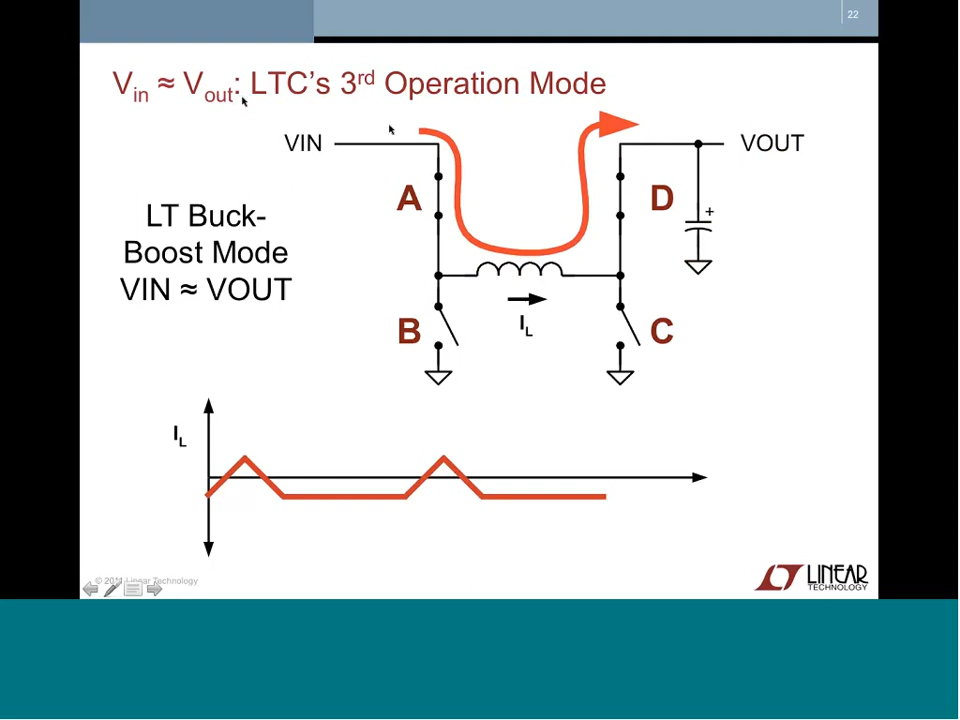 22
Vin ≈ Vout: LTC's 3rd Operation Mode
VIN
VOUT
A
D
+
LT Buck-
Boost Mode
VIN ≈ VOUT
IL
B
C
IL
© 2011 Linear Technology
LINEAR
TECHNOLOGY